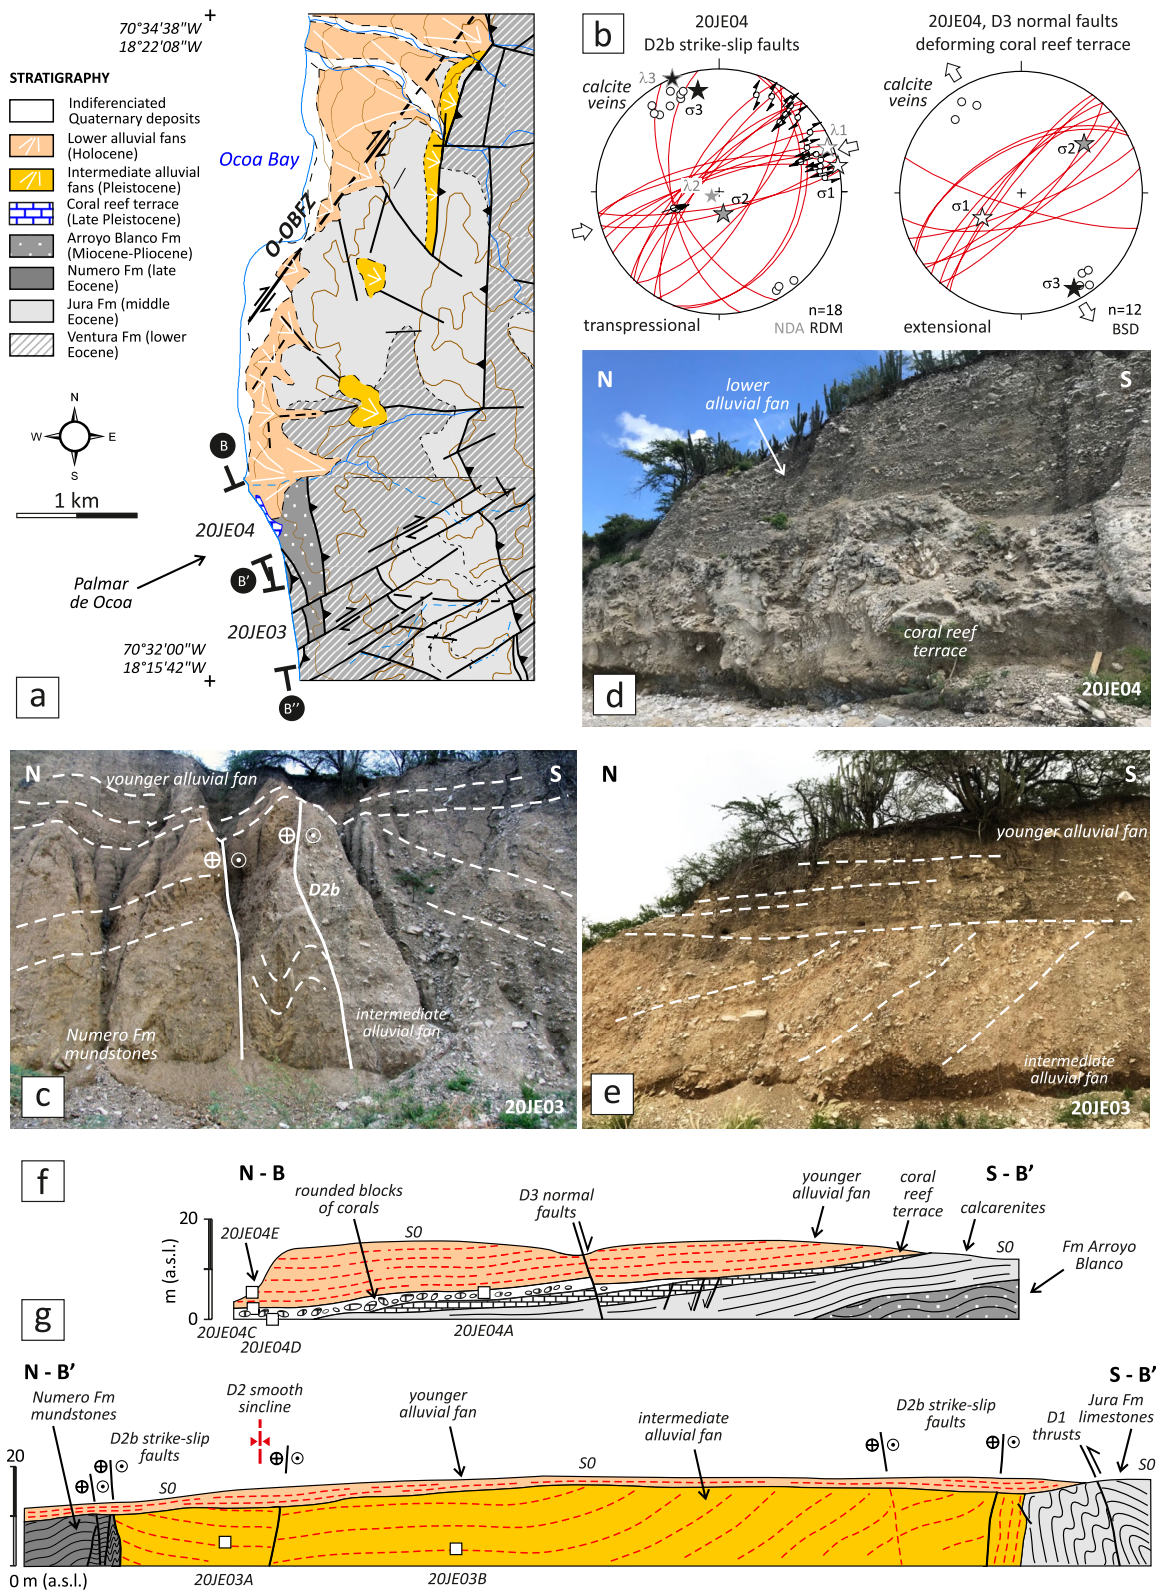 70°34'38"W
18°22'08"W
STRATIGRAPHY
Indiferenciated
Quaternary deposits
Lower alluvial fans
(Holocene)
Intermediate alluvial
fans (Pleistocene)
Coral reef terrace
(Late Pleistocene)
Arroyo Blanco Fm
(Miocene-Pliocene)
Numero Fm (late
Eocene)
Jura Fm (middle
Eocene)
Ventura Fm (lower
Eocene)
N
W E
S
1 km
Ocoa Bay
O-OBFZ
B
20JE04
B'
Palmar
de Ocoa
20JE03
70°32'00"W
18°15'42"W
B''
a
b
20JE04
D2b strike-slip faults
calcite
veins
λ3
σ3
λ1
λ2
σ2
σ1
transpressional
n=18
NDA RDM
20JE04, D3 normal faults
deforming coral reef terrace
calcite
veins
σ2
σ1
σ3
extensional
n=12
BSD
N
S
lower
alluvial fan
coral reef
terrace
20JE04
d
N
S
younger alluvial fan
D2b
Numero Fm
mundstones
intermediate
alluvial fan
20JE03
c
N
S
younger alluvial fan
intermediate
alluvial fan
20JE03
e
f
N - B
S - B'
rounded blocks
of corals
D3 normal
faults
younger
alluvial fan
coral
reef
terrace
calcarenites
20JE04E
S0
S0
Fm Arroyo
Blanco
20
m (a.s.l.)
0
20JE04C
20JE04D
20JE04A
g
N - B'
S - B'
Numero Fm
mundstones
D2b strike-slip
faults
D2 smooth
sincline
younger
alluvial fan
intermediate
alluvial fan
D2b strike-slip
faults
D1
thrusts
Jura Fm
limestones
20
S0
S0
S0
0 m (a.s.l.)
20JE03A
20JE03B